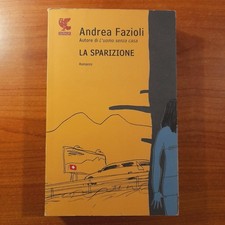 Andrea Fazioli
Autore di L'uomo senza casa
LA SPARIZIONE
Romanzo